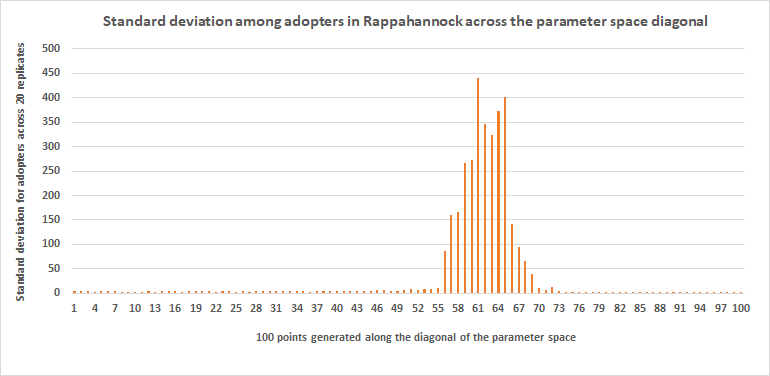 Standard deviation among adopters in Rappahannock across the parameter space diagonal
Standard deviation for adopters across 20 replicates
500
450
400
350
300
250
200
150
100
50
0
1 4 7 10 13 16 19 22 25 28 31 34 37 40 43 46 49 52 55 58 61 64 67 70 73 76 79 82 85 88 91 94 97 100
100 points generated along the diagonal of the parameter space